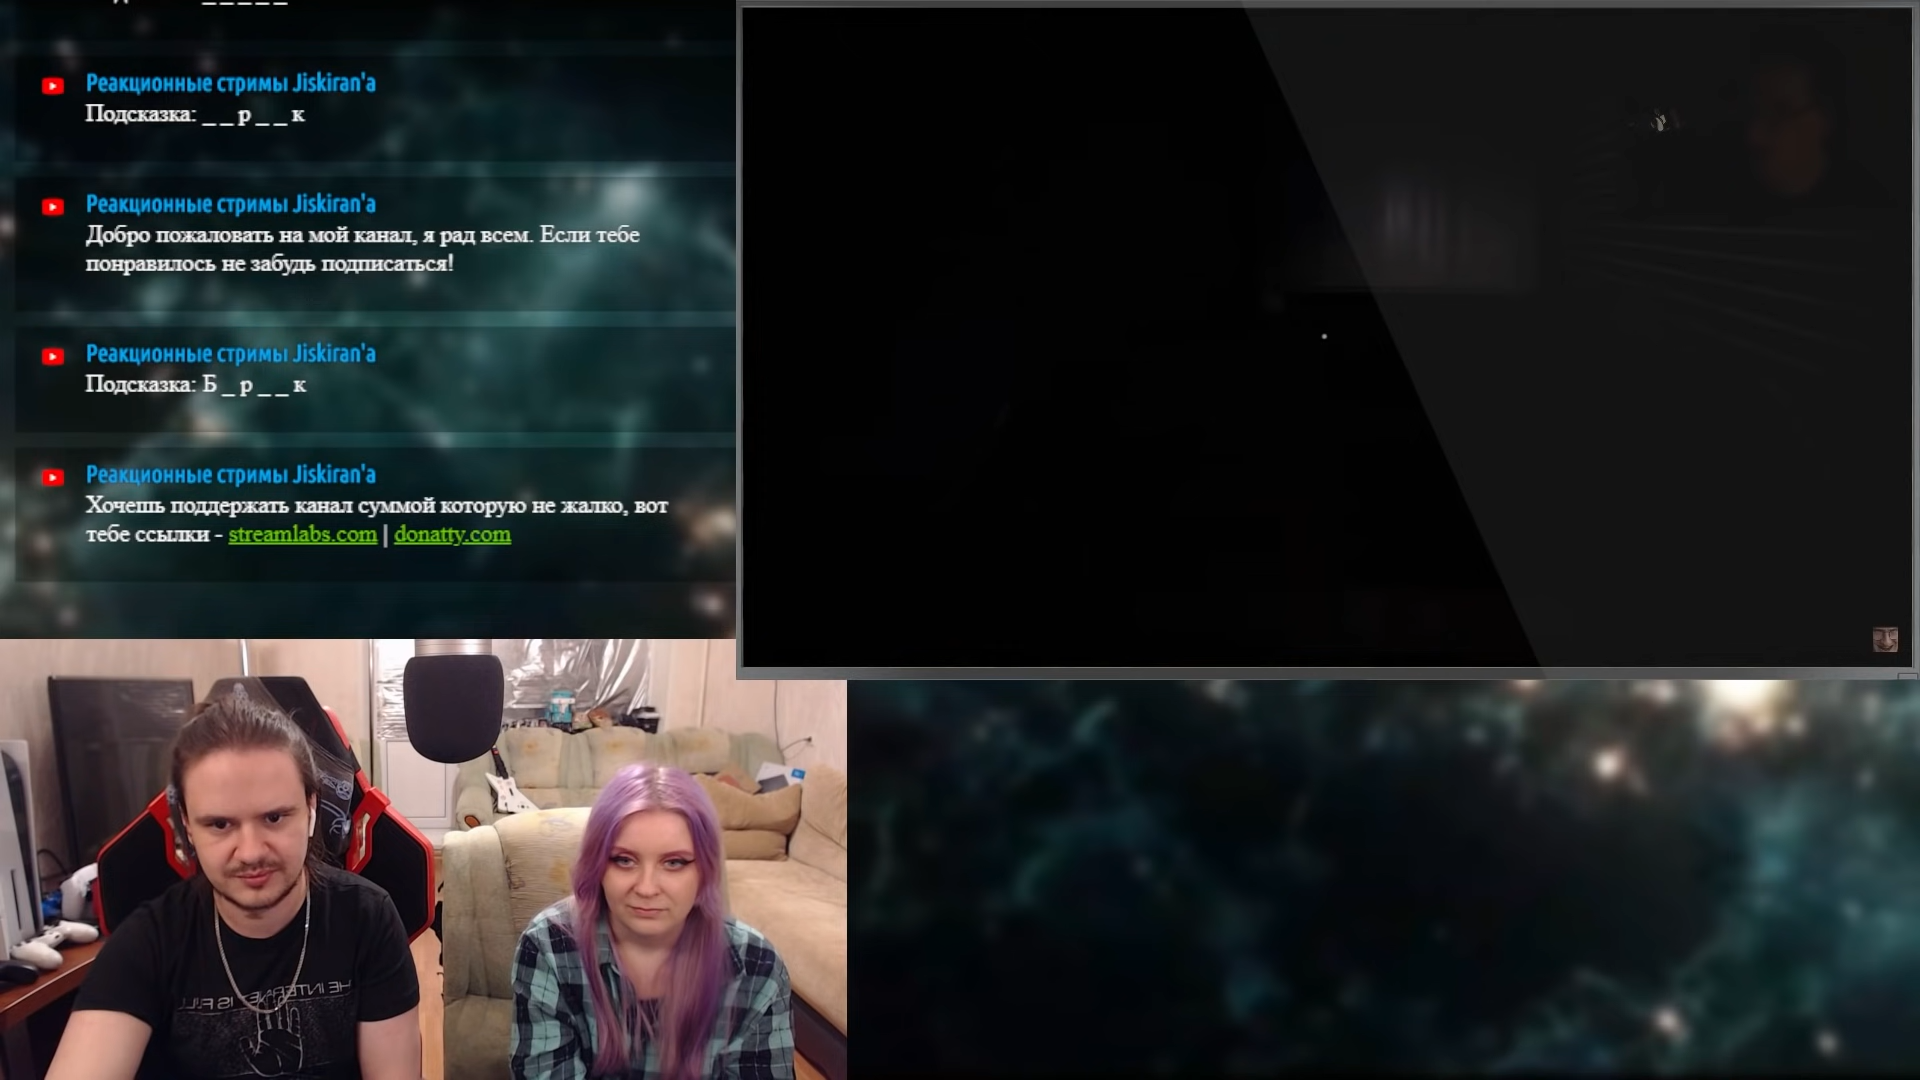 Реакционные стримы Jiskiran'a
Подсказка: _ _ р _ _ к
Реакционные стримы Jiskiran'a
Добро пожаловать на мой канал, я рад всем. Если тебе
понравилось не забудь подписаться!
Реакционные стримы Jiskiran'a
Подсказка: Б _ р _ _ к
Реакционные стримы Jiskiran'a
Хочешь поддержать канал суммой которую не жалко, вот
тебе ссылки - streamlabs.com | donatty.com